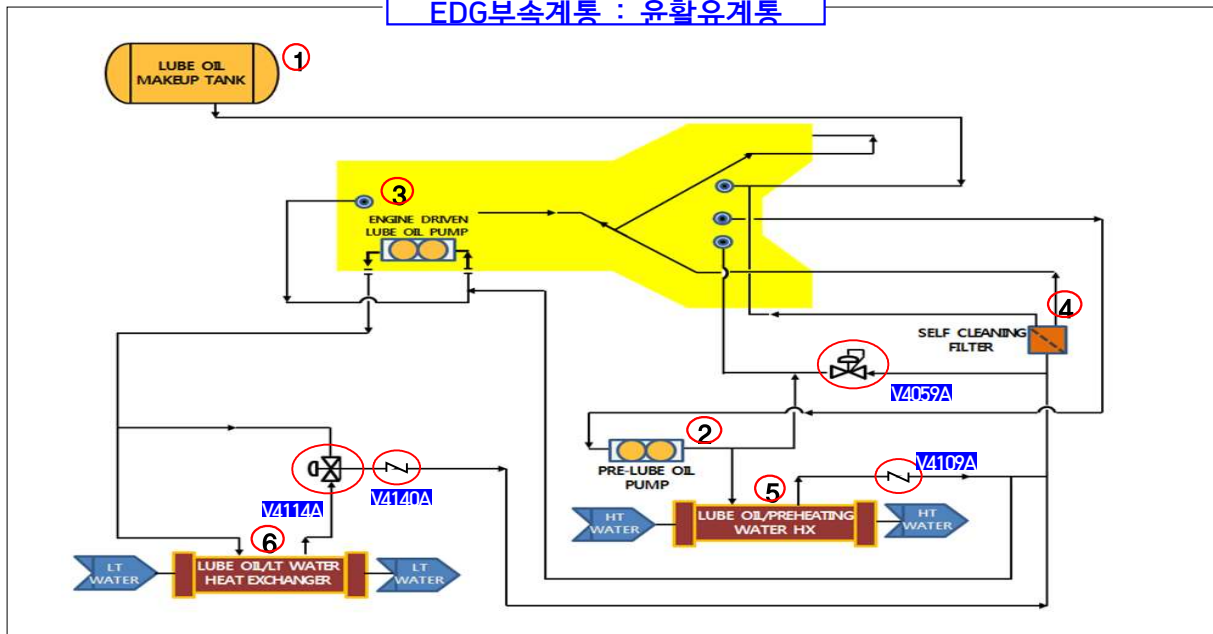 EDG부속계통 : 윤활유계통
LUBE OIL
MAKEUP TANK
1
3
ENGINE DRIVEN
LUBE OIL PUMP
4
SELF CLEANING
FILTER
V4059A
2
PRE-LUBE OIL
PUMP
V4109A
V4114A
V4140A
5
HT
WATER
LUBE OIL/PREHEATING
WATER HX
HT
WATER
6
LT
WATER
LUBE OIL/LT WATER
HEAT EXCHANGER
LT
WATER